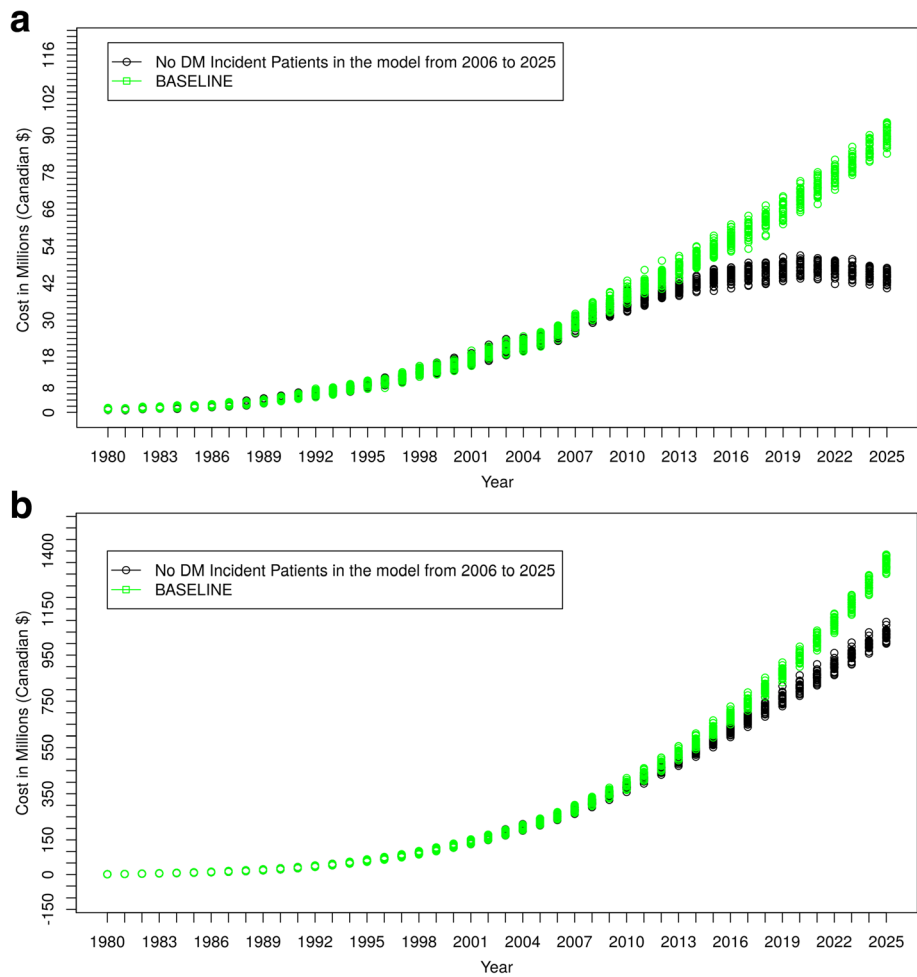 a
Cost in Millions (Canadian $)
116
102
90
78
66
54
42
30
18
8
0
No DM Incident Patients in the model from 2006 to 2025
BASELINE
1980 1983 1986 1989 1992 1995 1998 2001 2004 2007 2010 2013 2016 2019 2022 2025
Year
b
Cost in Millions (Canadian $)
1400
1150
950
750
550
350
150
0
-150
No DM Incident Patients in the model from 2006 to 2025
BASELINE
1980 1983 1986 1989 1992 1995 1998 2001 2004 2007 2010 2013 2016 2019 2022 2025
Year